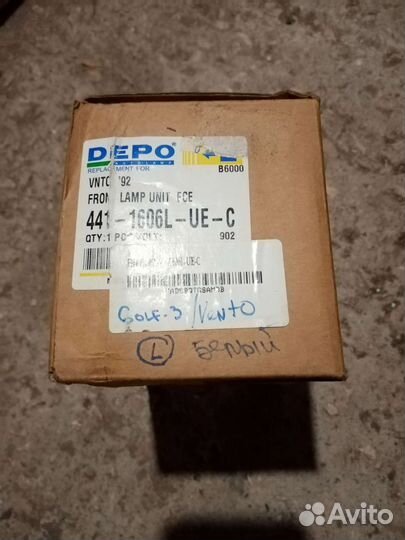 DEPO
REPLACEMENT FOR
B6000
VNTO '92
FRON LAMP UNIT ECE
441-1606L-UE-C
QTY:1 PC
902
Golf-3 / Vento
L белый
Avito